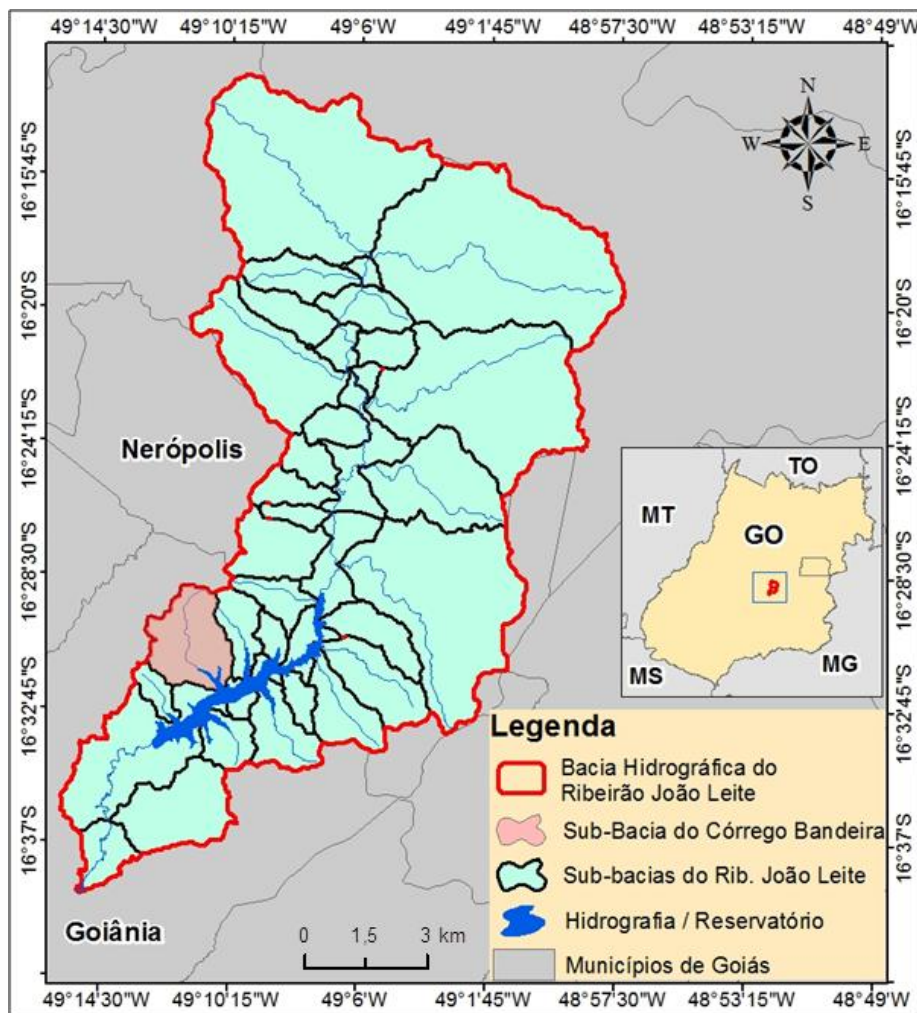 49°14'30"W 49°10'15"W 49°6'W 49°1'45"W 48°57'30"W 48°53'15"W 48°49'W
N
W E
S
16°15'45"S 16°15'45"S
16°20'S 16°20'S
16°24'15"S 16°24'15"S
Nerópolis
TO
MT
GO
16°28'30"S 16°28'30"S
MS
MG
16°32'45"S 16°32'45"S
Legenda
Bacia Hidrográfica do
Ribeirão João Leite
Sub-Bacia do Córrego Bandeira
16°37'S 16°37'S
Sub-bacias do Rib. João Leite
Hidrografia / Reservatório
Goiânia
0 1,5 3 km
Municípios de Goiás
49°14'30"W 49°10'15"W 49°6'W 49°1'45"W 48°57'30"W 48°53'15"W 48°49'W